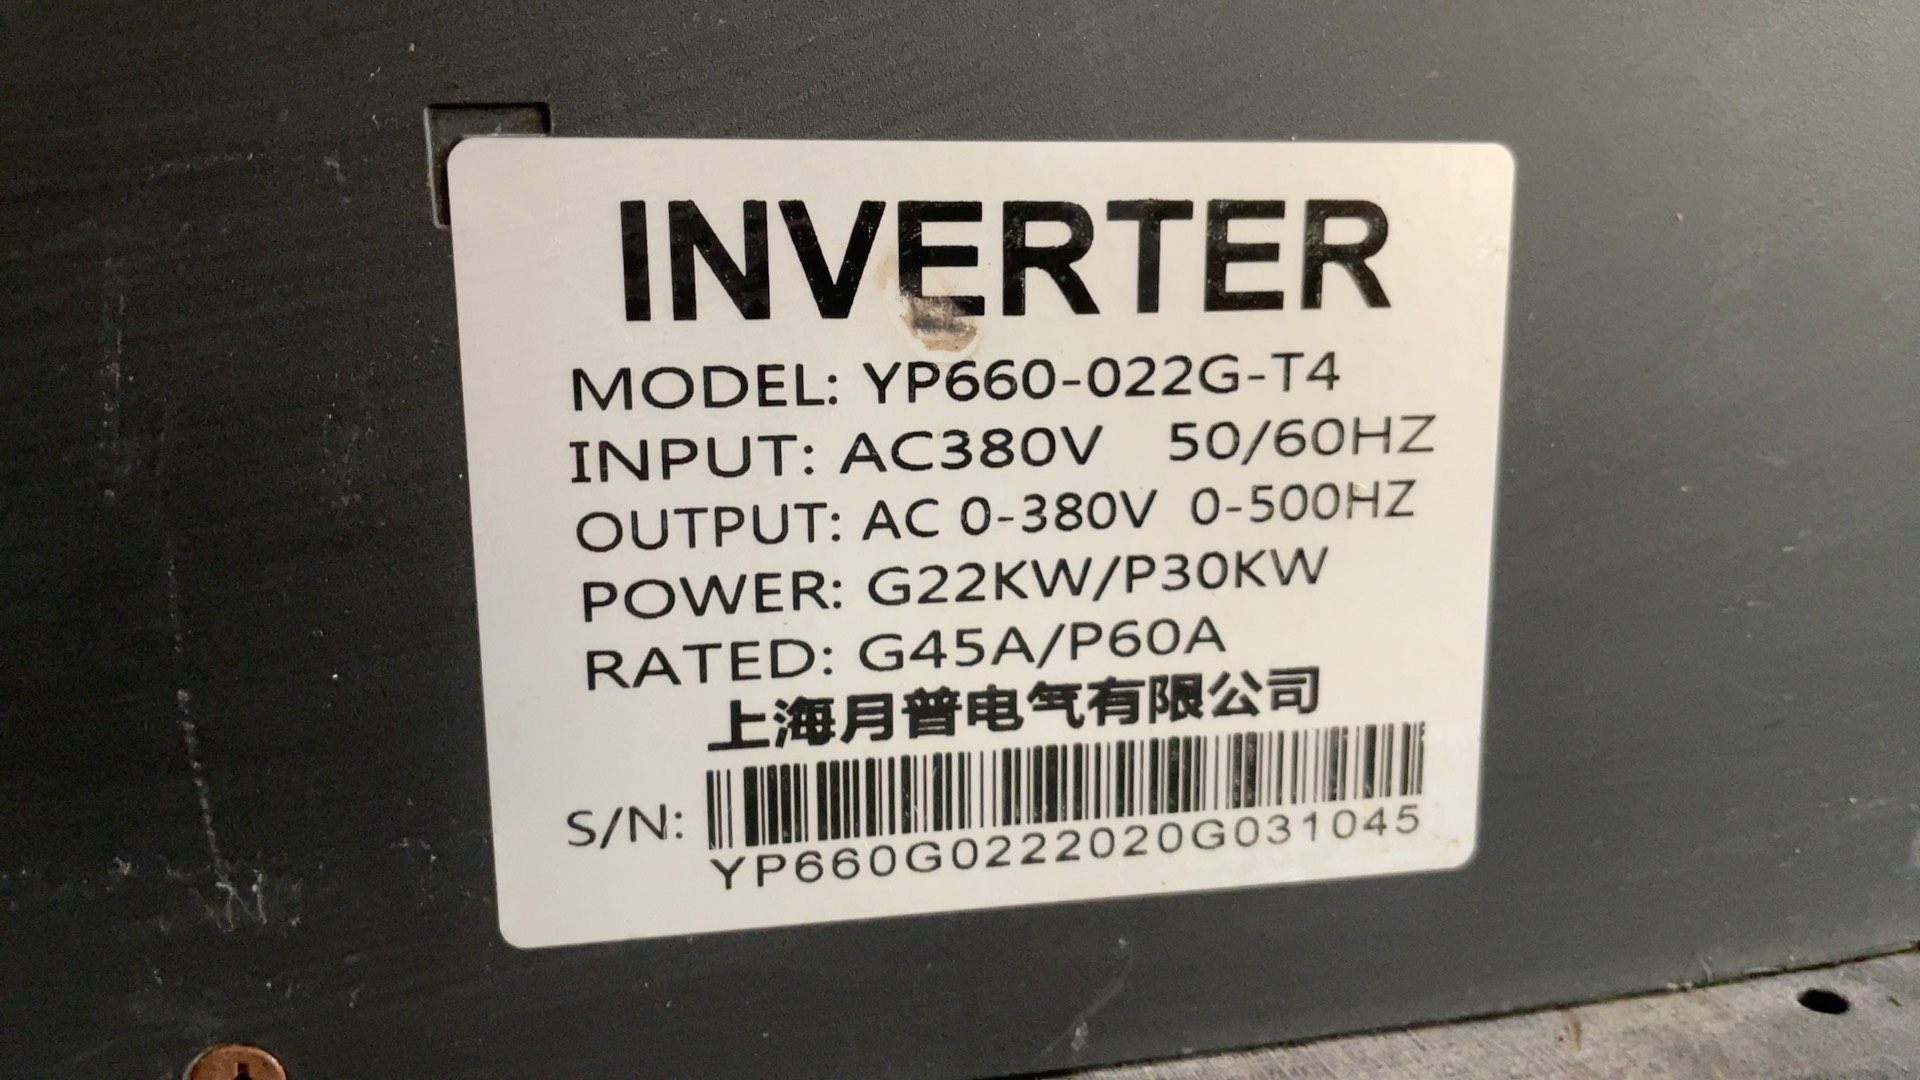 INVERTER
MODEL: YP660-022G-T4
INPUT: AC380V 50/60HZ
OUTPUT: AC 0-380V 0-500HZ
POWER: G22KW/P30KW
RATED: G45A/P60A
上海月普电气有限公司
S/N:
YP660G0222020G031045